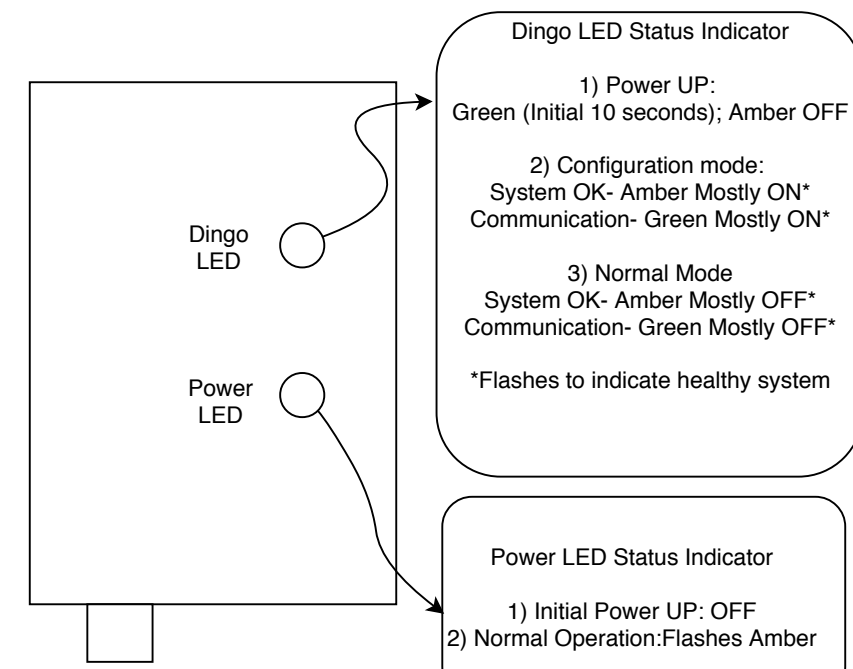 Dingo LED Status Indicator
1) Power UP:
Green (Initial 10 seconds); Amber OFF
2) Configuration mode:
System OK- Amber Mostly ON*
Communication- Green Mostly ON*
3) Normal Mode
System OK- Amber Mostly OFF*
Communication- Green Mostly OFF*
*Flashes to indicate healthy system
Dingo
LED
Power
LED
Power LED Status Indicator
1) Initial Power UP: OFF
2) Normal Operation:Flashes Amber